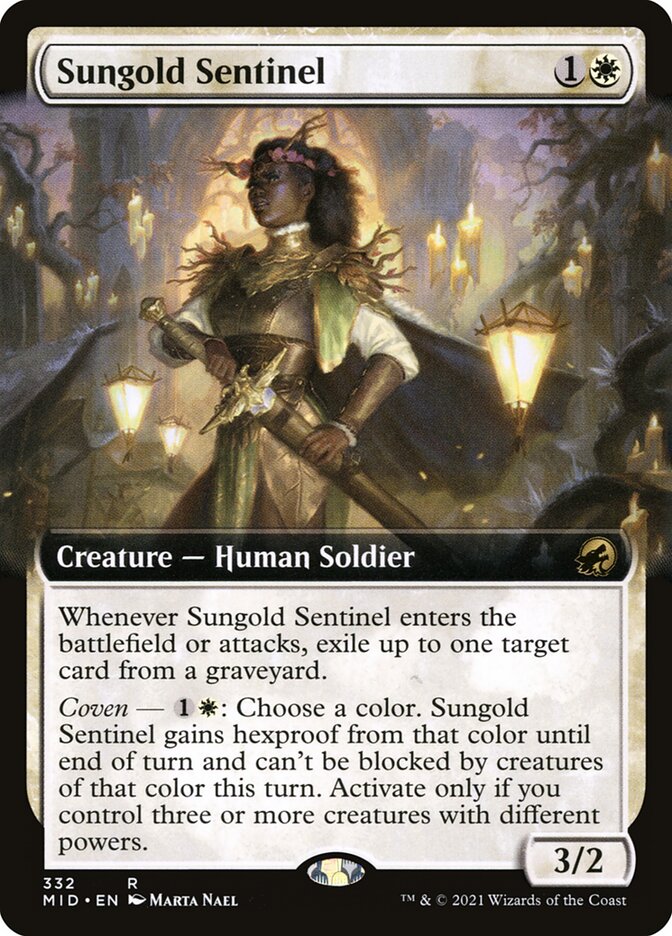 Sungold Sentinel 1
Creature — Human Soldier
Whenever Sungold Sentinel enters the
battlefield or attacks, exile up to one target
card from a graveyard.
Coven — 1 : Choose a color. Sungold
Sentinel gains hexproof from that color until
end of turn and can't be blocked by creatures
of that color this turn. Activate only if you
control three or more creatures with different
powers.
3/2
332 R
MID • EN Marta Nael
™ & © 2021 Wizards of the Coast